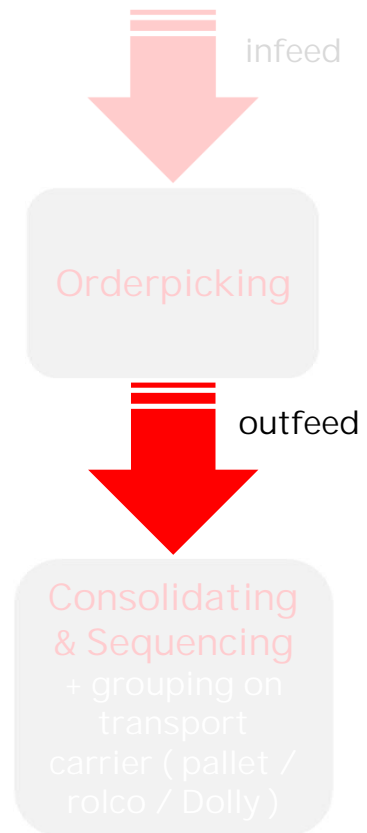 infeed
Orderpicking
outfeed
Consolidating
& Sequencing
+ grouping on
transport
carrier ( pallet /
rolco / Dolly )